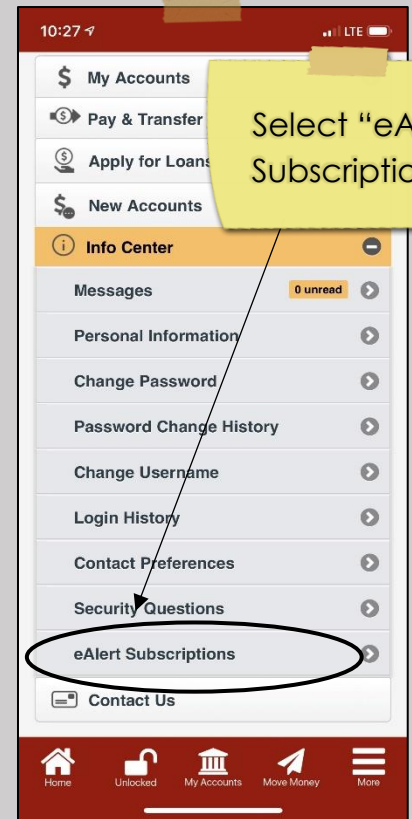 10:27
LTE
My Accounts
Pay & Transfer
Apply for Loans
New Accounts
Select “eA
Subscriptio
Info Center
Messages
0 unread
Personal Information
Change Password
Password Change History
Change Username
Login History
Contact Preferences
Security Questions
eAlert Subscriptions
Contact Us
Home Unlocked My Accounts Move Money More